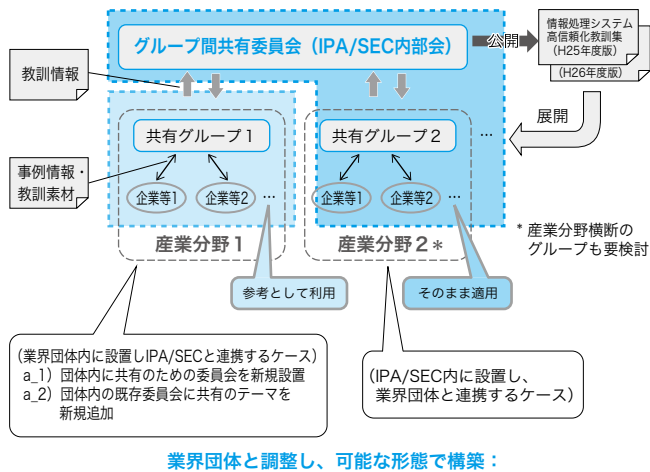 グループ間共有委員会（IPA/SEC内部会）
公開
情報処理システム
高信頼化教訓集
（H25年度版）
（H26年度版）
教訓情報
展開
共有グループ１
共有グループ２
…
事例情報・
教訓素材
企業等1
企業等2
…
企業等1
企業等2
…
産業分野１
産業分野２＊
* 産業分野横断の
グループも要検討
参考として利用
そのまま適用
（業界団体内に設置しIPA/SECと連携するケース）
a_1）団体内に共有のための委員会を新規設置
a_2）団体内の既存委員会に共有のテーマを
新規追加
（IPA/SEC内に設置し、
業界団体と連携するケース）
業界団体と調整し、可能な形態で構築：